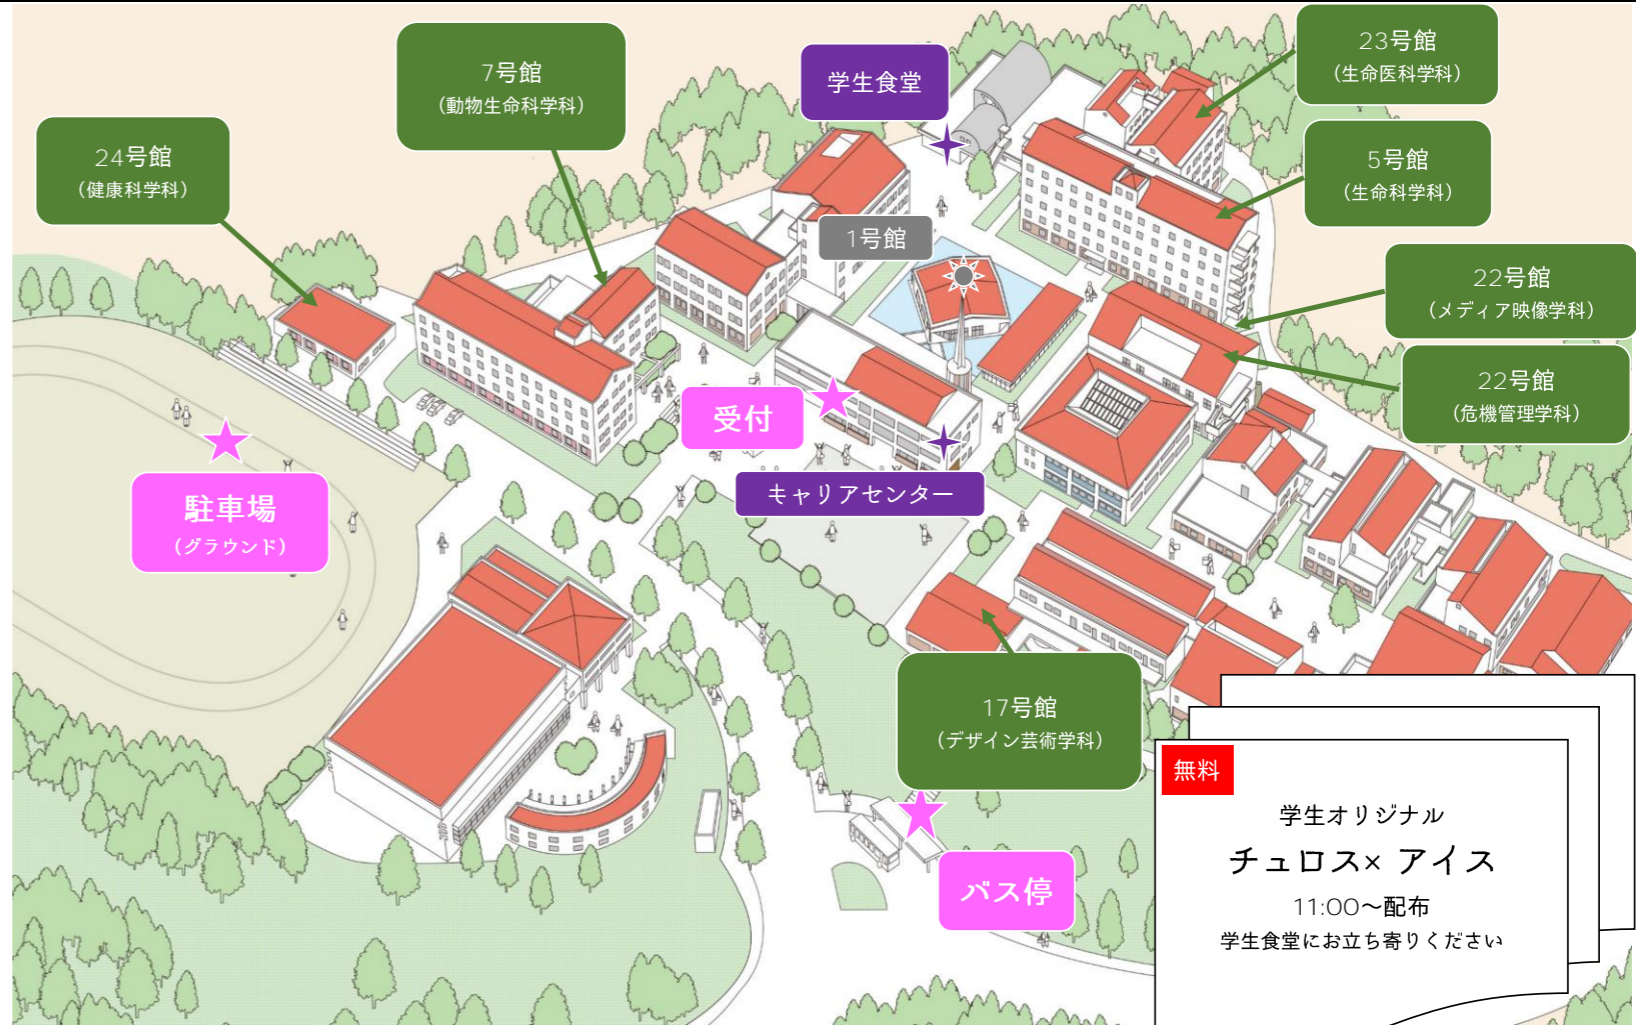 23号館
(生命医科学科)
7号館
(動物生命科学科)
学生食堂
24号館
(健康科学科)
5号館
(生命科学科)
1号館
22号館
(メディア映像学科)
22号館
(危機管理学科)
受付
キャリアセンター
駐車場
(グラウンド)
17号館
(デザイン芸術学科)
バス停
無料
学生オリジナル
チュロス× アイス
11:00～配布
学生食堂にお立ち寄りください